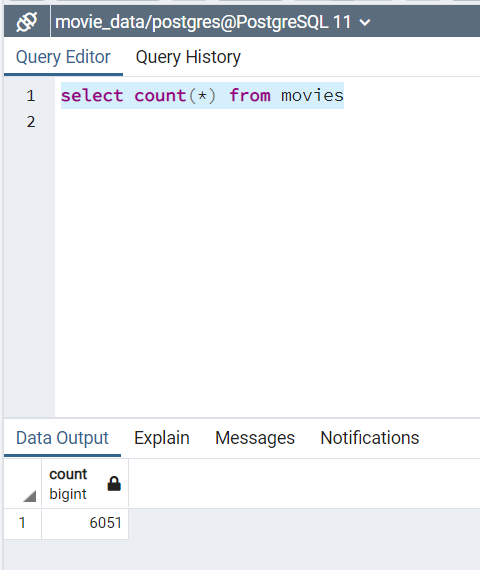 movie_data/postgres@PostgreSQL 11
Query Editor Query History
1 select count(*) from movies
2
Data Output Explain Messages Notifications
count
bigint
1 6051